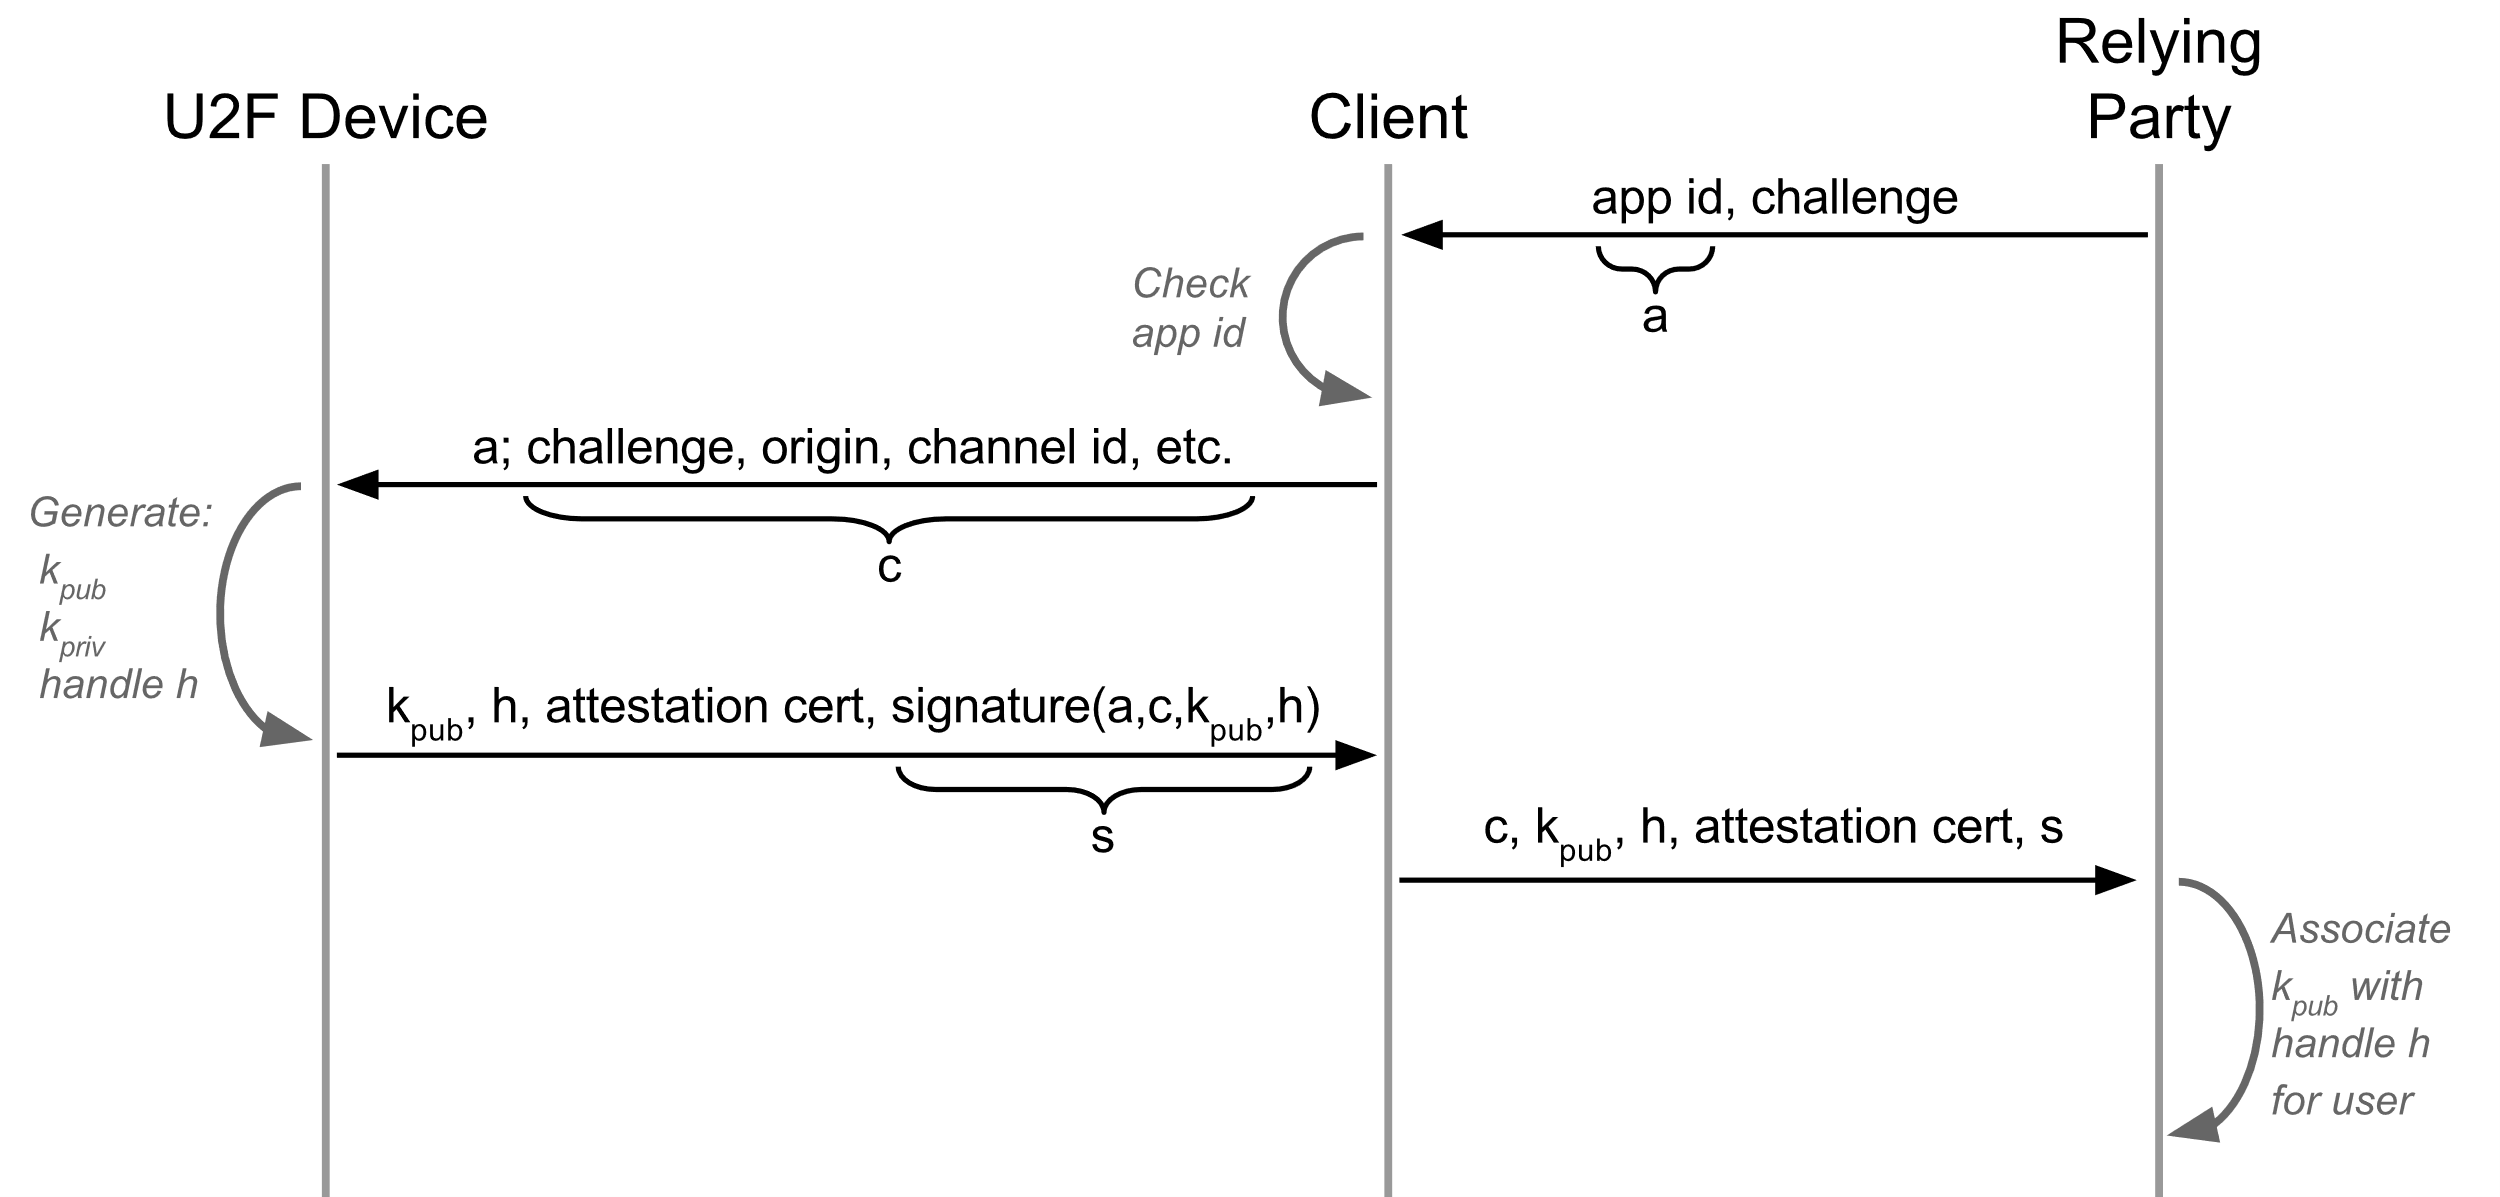 Relying
Party
U2F Device
Client
app id, challenge
a
Check
app id
a; challenge, origin, channel id, etc.
c
Generate:
kpub
kpriv
handle h
kpub, h, attestation cert, signature(a,c,kpub,h)
s
c, kpub, h, attestation cert, s
Associate
kpub with
handle h
for user